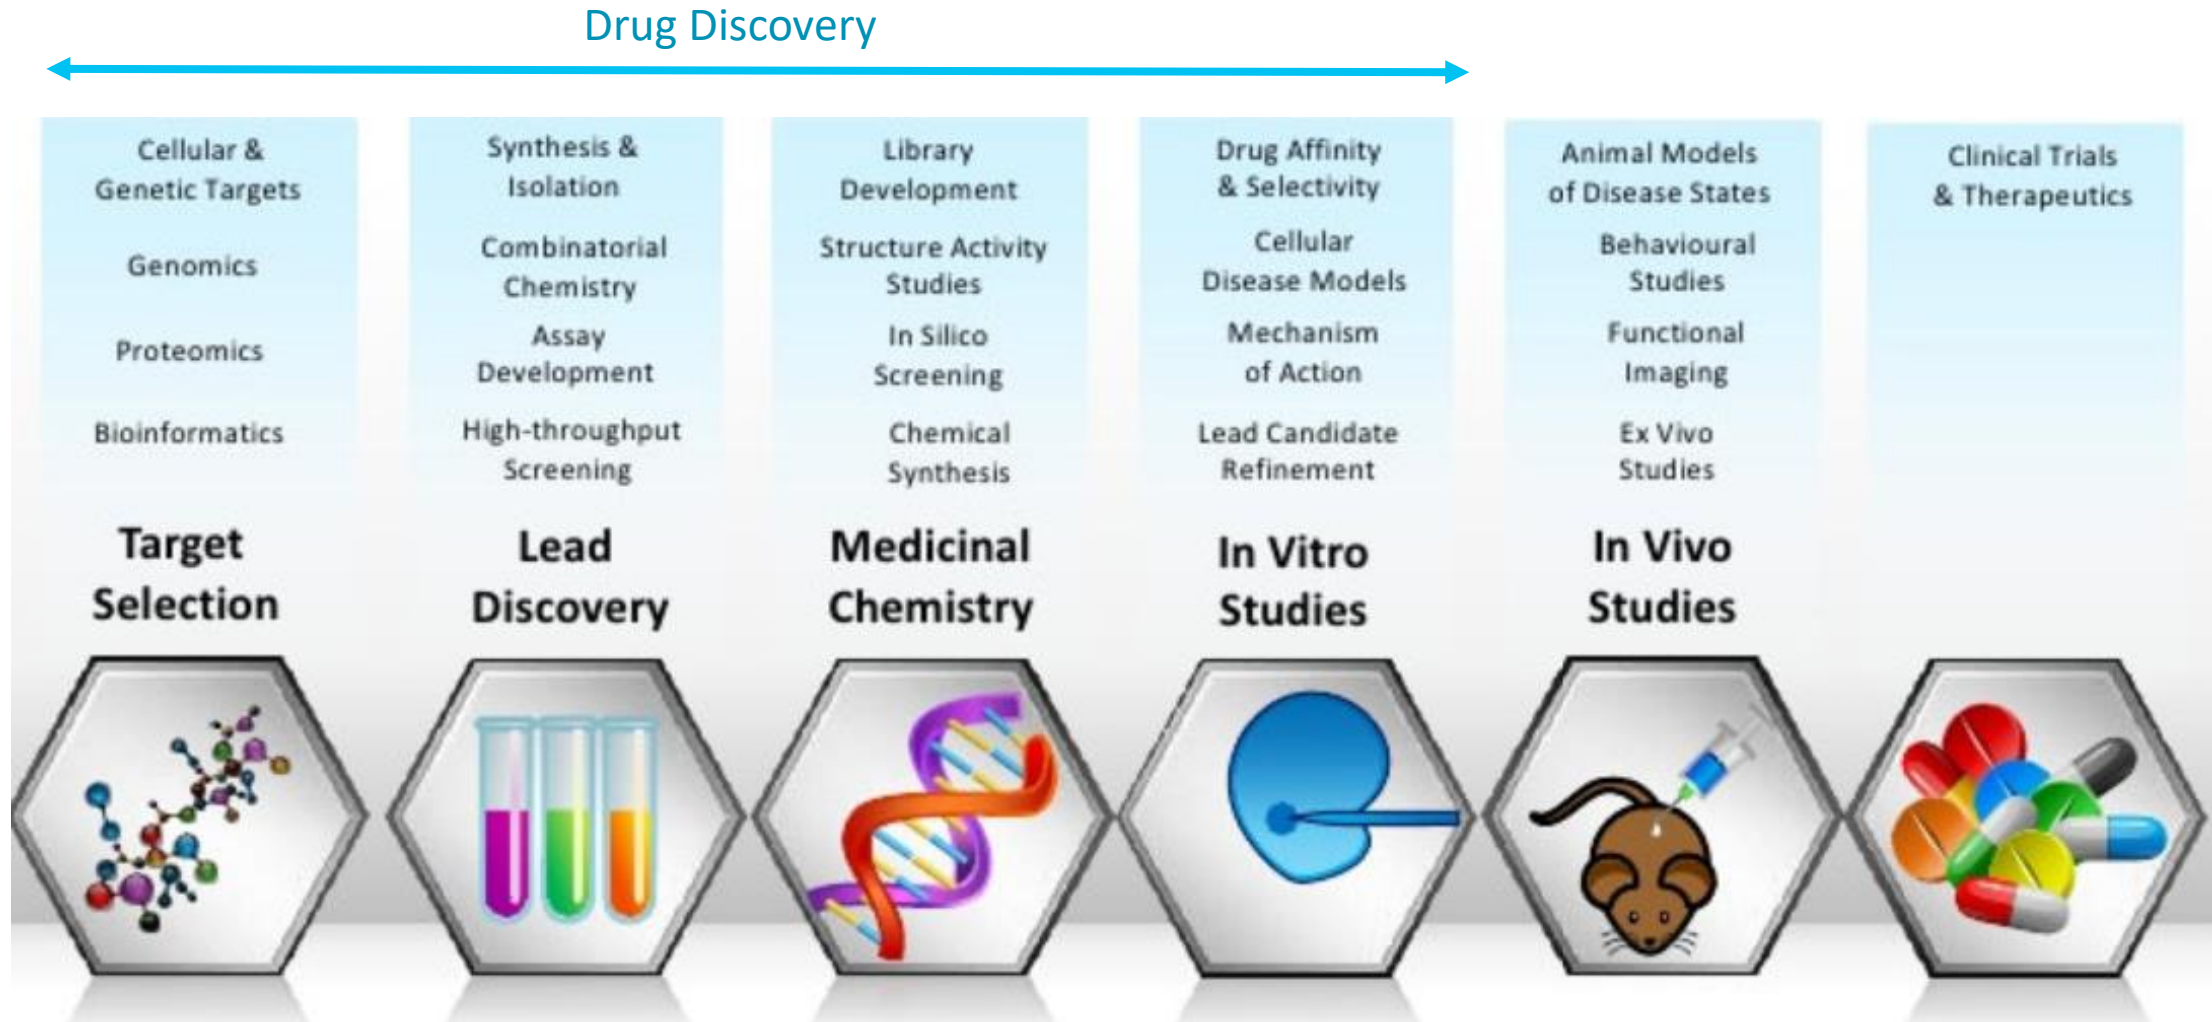 Drug Discovery
Cellular &
Genetic Targets
Genomics
Proteomics
Bioinformatics
Target
Selection
Synthesis &
Isolation
Combinatorial
Chemistry
Assay
Development
High-throughput
Screening
Lead
Discovery
Library
Development
Structure Activity
Studies
In Silico
Screening
Chemical
Synthesis
Medicinal
Chemistry
Drug Affinity
& Selectivity
Cellular
Disease Models
Mechanism
of Action
Lead Candidate
Refinement
In Vitro
Studies
Animal Models
of Disease States
Behavioural
Studies
Functional
Imaging
Ex Vivo
Studies
In Vivo
Studies
Clinical Trials
& Therapeutics